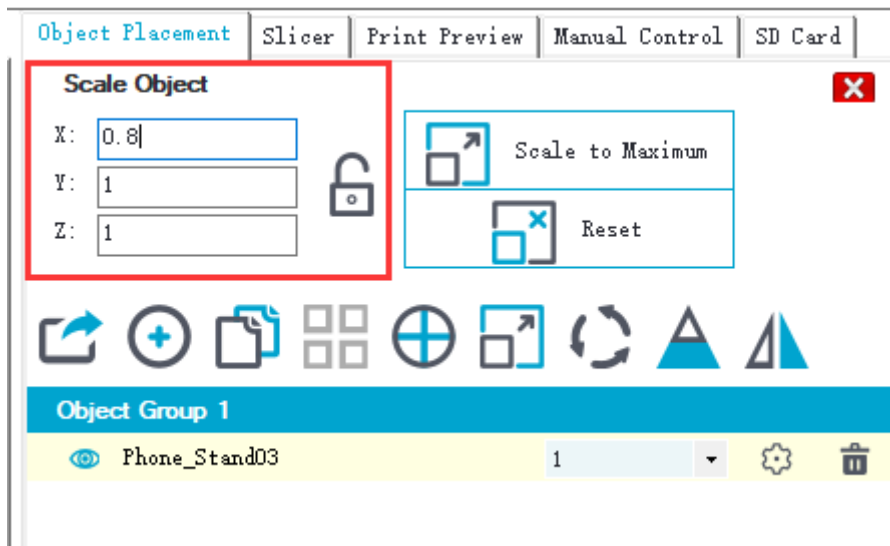 Object Placement Slicer Print Preview Manual Control SD Card
Scale Object
X: 0.8
Y: 1
Z: 1
Scale to Maximum
Reset
Object Group 1
Phone_Stand03 1